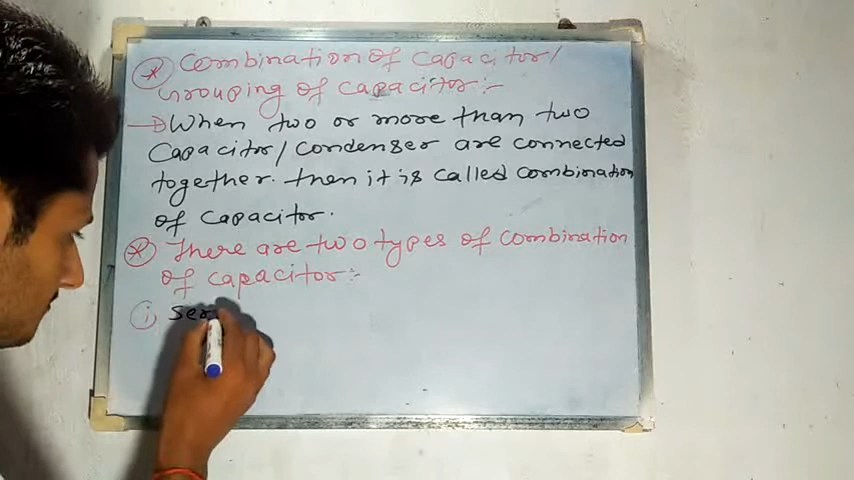 * Combination of capacitor/
Grouping of capacitor:-
→ When two or more than two
Capacitor/condenser are connected
together. then it is called combination
of capacitor.
* There are two types of combination
of capacitor:-
(i) Ser